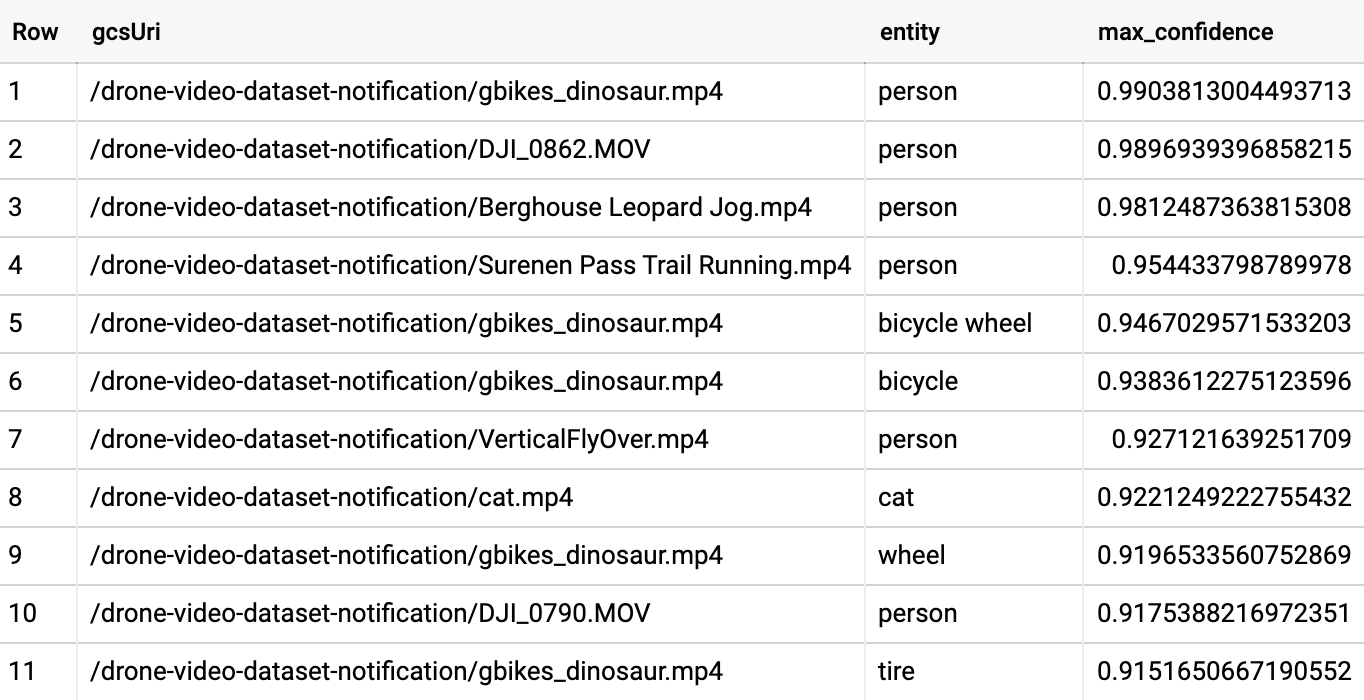 Row gcsUri entity max_confidence
1 /drone-video-dataset-notification/gbikes_dinosaur.mp4 person 0.9903813004493713
2 /drone-video-dataset-notification/DJI_0862.MOV person 0.9896939396858215
3 /drone-video-dataset-notification/Berghouse Leopard Jog.mp4 person 0.9812487363815308
4 /drone-video-dataset-notification/Surenen Pass Trail Running.mp4 person 0.954433798789978
5 /drone-video-dataset-notification/gbikes_dinosaur.mp4 bicycle wheel 0.9467029571533203
6 /drone-video-dataset-notification/gbikes_dinosaur.mp4 bicycle 0.9383612275123596
7 /drone-video-dataset-notification/VerticalFlyOver.mp4 person 0.927121639251709
8 /drone-video-dataset-notification/cat.mp4 cat 0.9221249222755432
9 /drone-video-dataset-notification/gbikes_dinosaur.mp4 wheel 0.9196533560752869
10 /drone-video-dataset-notification/DJI_0790.MOV person 0.9175388216972351
11 /drone-video-dataset-notification/gbikes_dinosaur.mp4 tire 0.9151650667190552